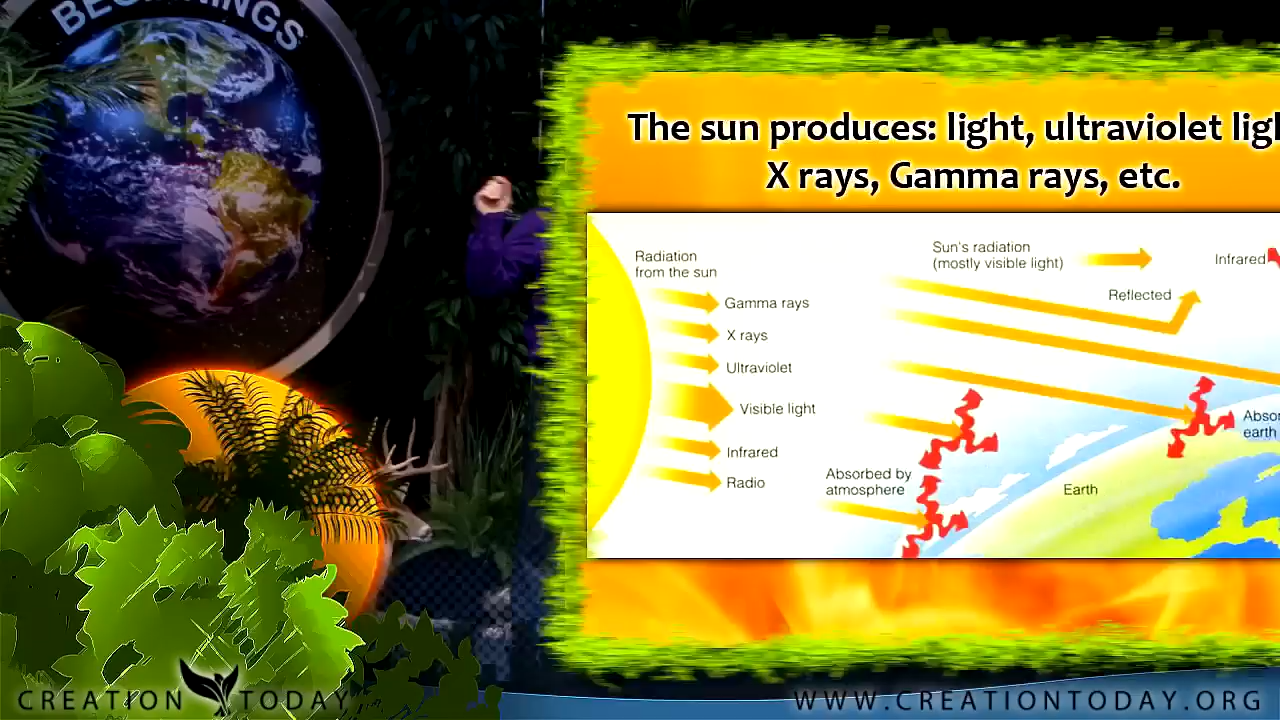 BEGINNINGS
The sun produces: light, ultraviolet
X rays, Gamma rays, etc.
Radiation
from the sun
Gamma rays
X rays
Ultraviolet
Visible light
Infrared
Radio
Sun's radiation
(mostly visible light)
Infrared
Reflected
Absorbed by
atmosphere
Earth
earth
CREATION TODAY
WWW.CREATIONTODAY.ORG